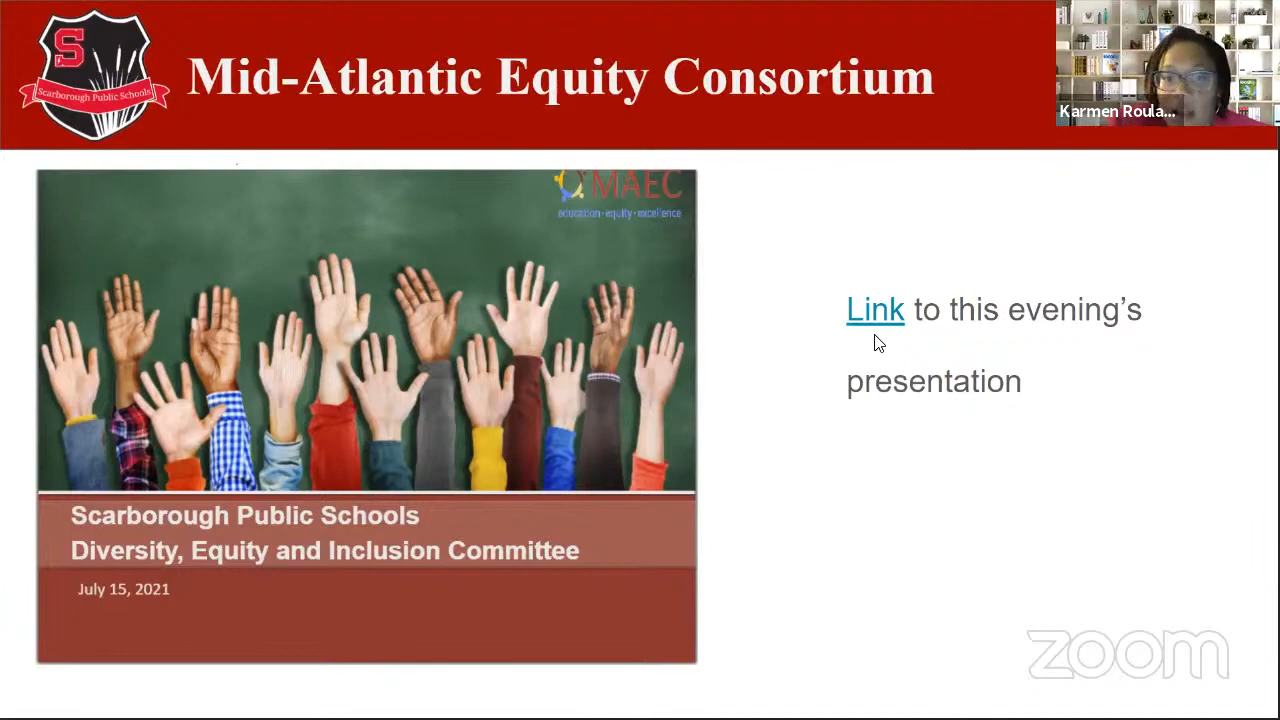 S
Scarborough Public Schools
Mid-Atlantic Equity Consortium
Karmen Roula...
MAEC
education·equity·excellence
Link to this evening’s
presentation
Scarborough Public Schools
Diversity, Equity and Inclusion Committee
July 15, 2021
zoom